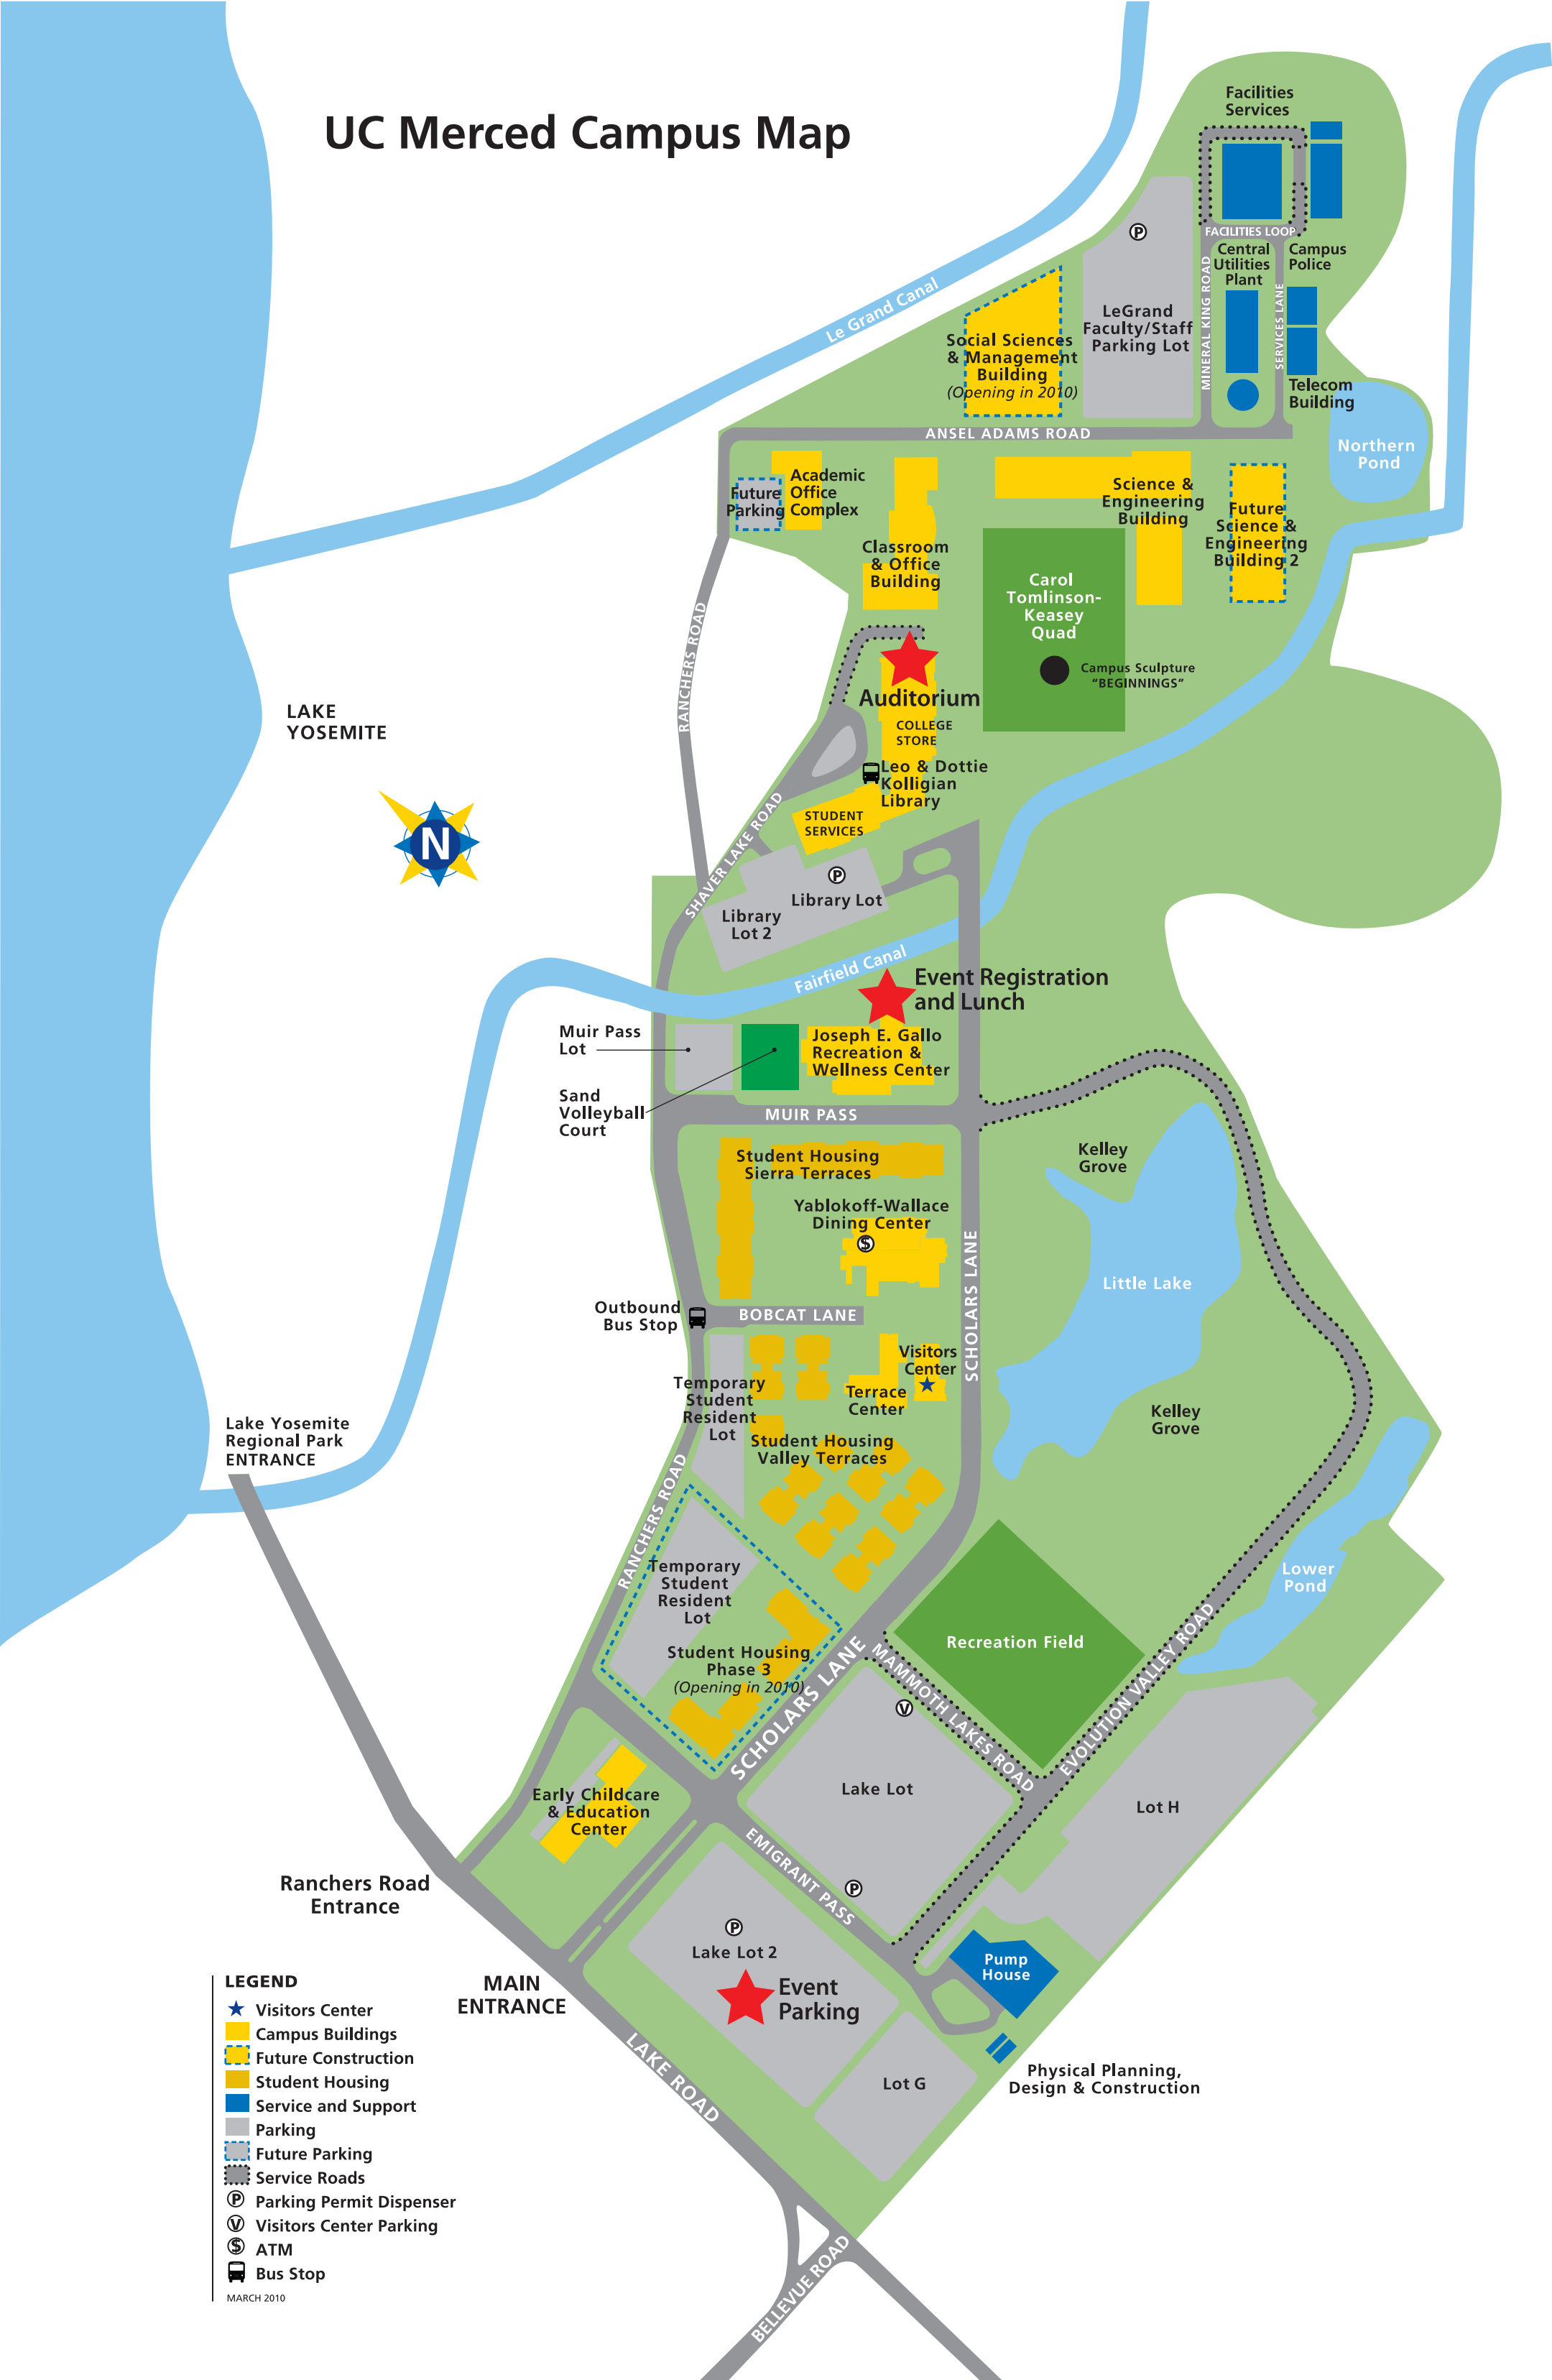 UC Merced Campus Map
Facilities
Services
FACILITIES LOOP
Central
Utilities
Plant
Campus
Police
MINERAL KING ROAD
SERVICES LANE
Le Grand Canal
LeGrand
Faculty/Staff
Parking Lot
P
Social Sciences
& Management
Building
(Opening in 2010)
Telecom
Building
Northern
Pond
ANSEL ADAMS ROAD
Academic
Office
Complex
Future
Parking
Science &
Engineering
Building
Future
Science &
Engineering
Building 2
Classroom
& Office
Building
Carol
Tomlinson-
Keasey
Quad
Campus Sculpture
"BEGINNINGS"
RANCHERS ROAD
Auditorium
COLLEGE
STORE
LAKE
YOSEMITE
N
Leo & Dottie
Kolligian
Library
STUDENT
SERVICES
SHAVER LAKE ROAD
P
Library Lot
Library
Lot 2
Fairfield Canal
Event Registration
and Lunch
Muir Pass
Lot
Joseph E. Gallo
Recreation &
Wellness Center
Sand
Volleyball
Court
MUIR PASS
Student Housing
Sierra Terraces
Kelley
Grove
Yablokoff-Wallace
Dining Center
$
Little Lake
SCHOLARS LANE
Outbound
Bus Stop
BOBCAT LANE
Visitors
Center
Terrace
Center
Temporary
Student
Resident
Lot
Kelley
Grove
Student Housing
Valley Terraces
Lake Yosemite
Regional Park
ENTRANCE
RANCHERS ROAD
Temporary
Student
Resident
Lot
Lower
Pond
Student Housing
Phase 3
(Opening in 2010)
SCHOLARS LANE
Recreation Field
MAMMOTH LAKES ROAD
EVOLUTION VALLEY ROAD
V
Lake Lot
Lot H
Early Childcare
& Education
Center
EMIGRANT PASS
P
Ranchers Road
Entrance
P
Lake Lot 2
Pump
House
MAIN
ENTRANCE
Event
Parking
LAKE ROAD
Lot G
Physical Planning,
Design & Construction
BELLEVUE ROAD
LEGEND
Visitors Center
Campus Buildings
Future Construction
Student Housing
Service and Support
Parking
Future Parking
Service Roads
P Parking Permit Dispenser
V Visitors Center Parking
$ ATM
Bus Stop
MARCH 2010